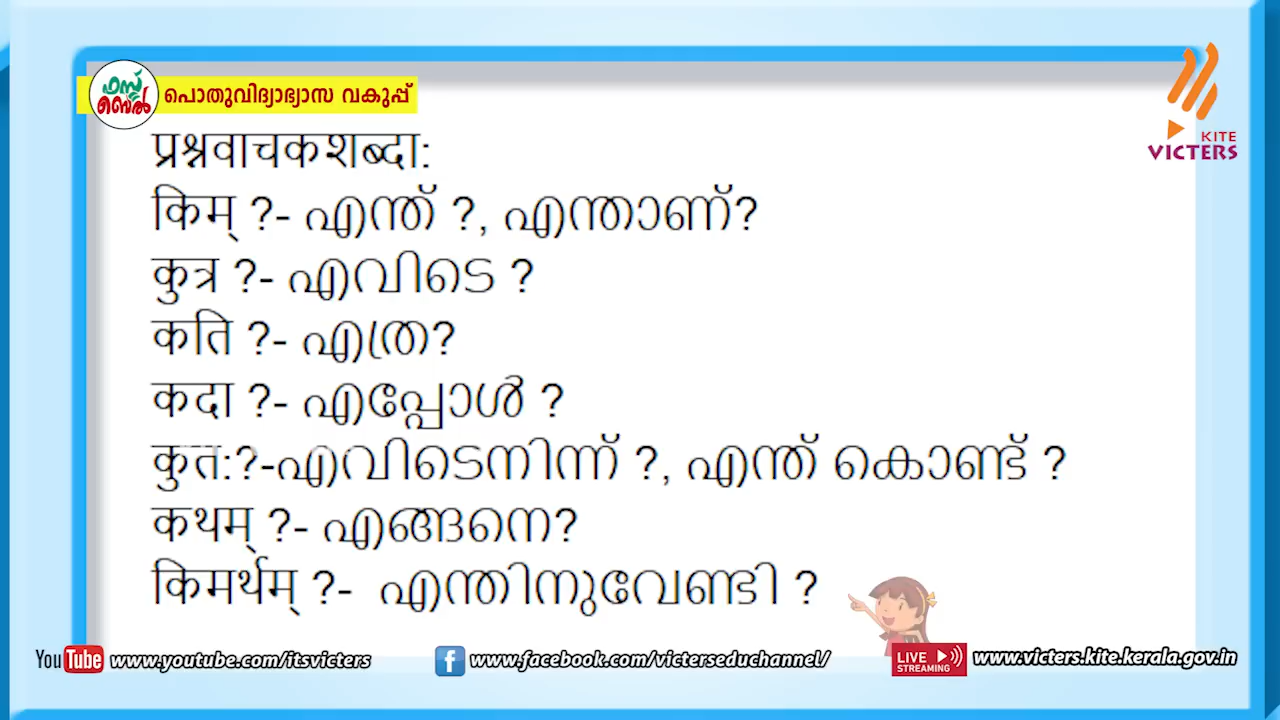 ഫസ്റ്റ്
ബെൽ
പൊതുവിദ്യാഭ്യാസ വകുപ്പ്
KITE
VICTERS
प्रश्नवाचकशब्दा:
किम् ?- എന്ത് ?, എന്താണ്?
कुत्र ?- എവിടെ ?
कति ?- എത്ര?
कदा ?- എപ്പോൾ ?
कुत:?-എവിടെനിന്ന് ?, എന്ത് കൊണ്ട് ?
कथम् ?- എങ്ങനെ?
किमर्थम् ?- എന്തിനുവേണ്ടി ?
YouTube www.youtube.com/itsvicters
f www.facebook.com/victerseduchannel/
LIVE
STREAMING
www.victers.kite.kerala.gov.in